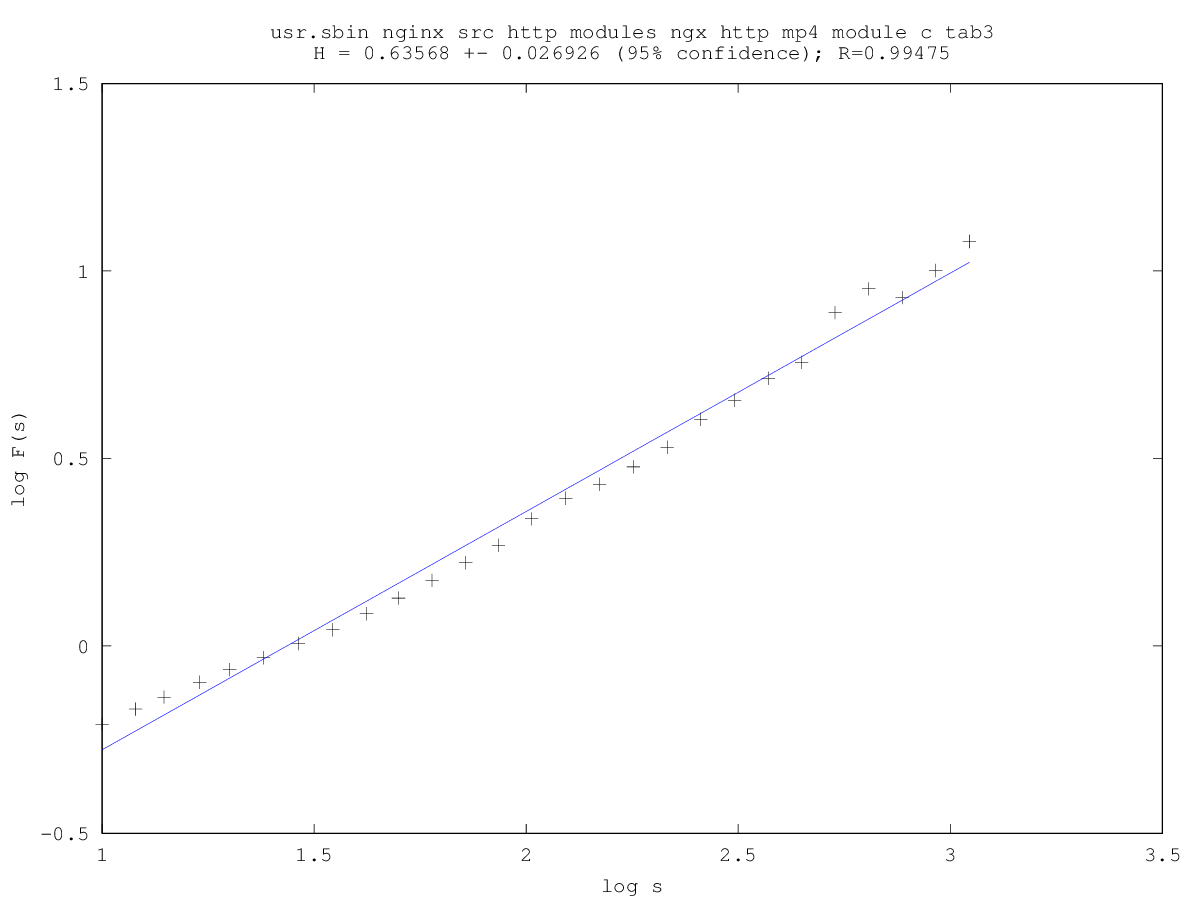 usr.sbin nginx src http modules ngx http mp4 module c tab3
H = 0.63568 +- 0.026926 (95% confidence); R=0.99475
1.5
1
0.5
0
-0.5
log F(s)
1 1.5 2 2.5 3 3.5
log s